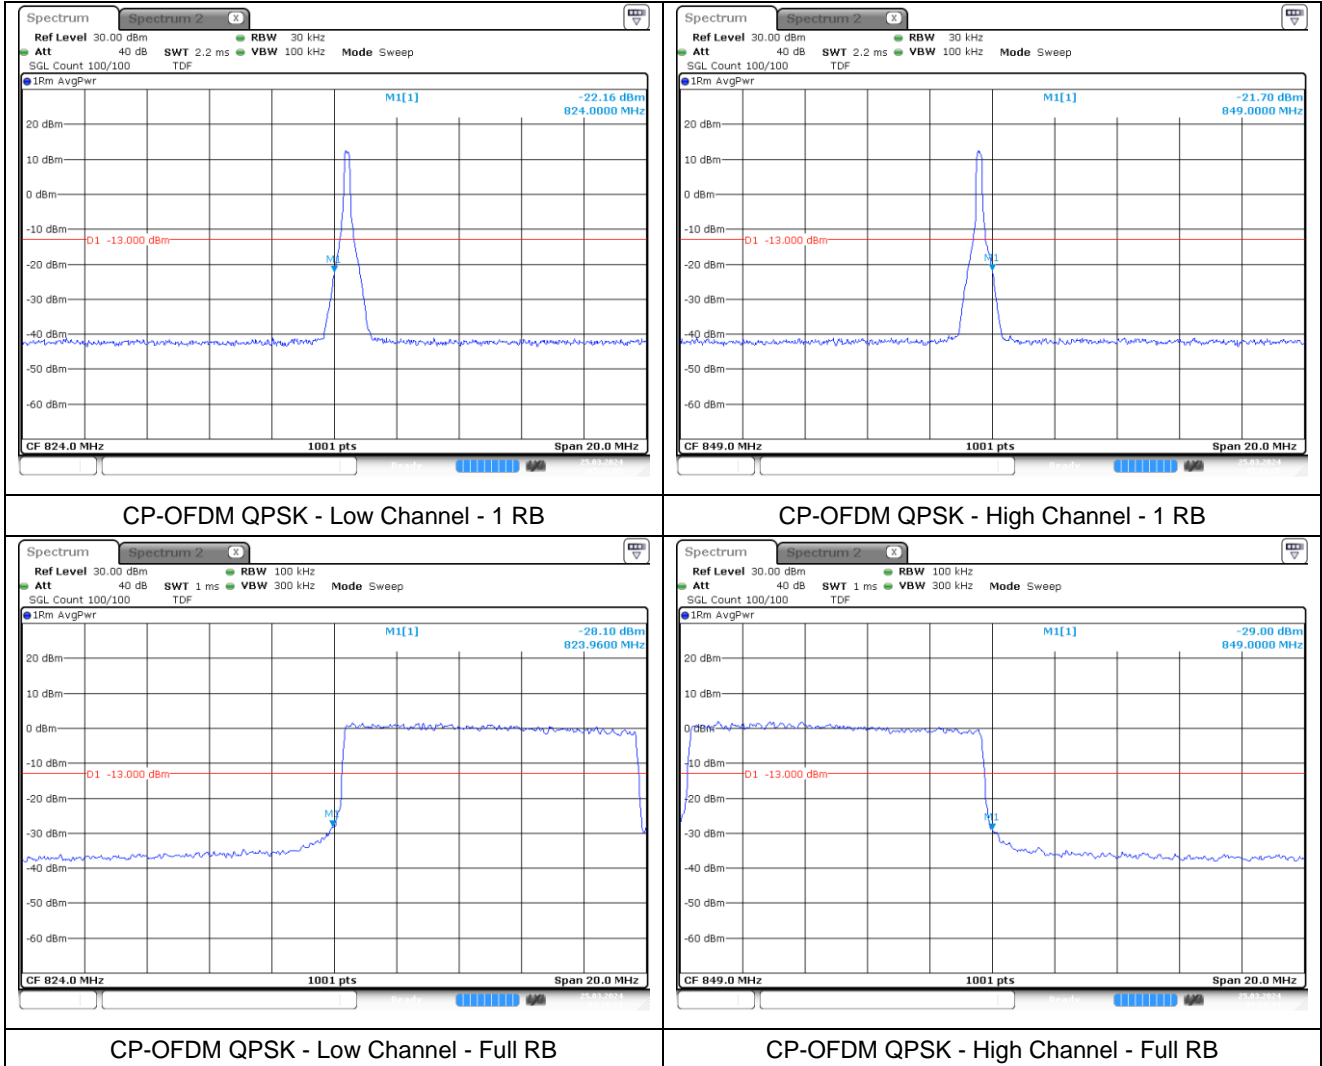 Spectrum Spectrum 2 X
Ref Level 30.00 dBm RBW 30 kHz
Att 40 dB SWT 2.2 ms VBW 100 kHz Mode Sweep
SGL Count 100/100 TDF
1Rm AvgPwr
M1[1] -22.16 dBm
824.0000 MHz
20 dBm
10 dBm
0 dBm
-10 dBm
D1 -13.000 dBm
M1
-20 dBm
-30 dBm
-40 dBm
-50 dBm
-60 dBm
CF 824.0 MHz 1001 pts Span 20.0 MHz
Ready 25.03.2024
CP-OFDM QPSK - Low Channel - 1 RB
Spectrum Spectrum 2 X
Ref Level 30.00 dBm RBW 30 kHz
Att 40 dB SWT 2.2 ms VBW 100 kHz Mode Sweep
SGL Count 100/100 TDF
1Rm AvgPwr
M1[1] -21.70 dBm
849.0000 MHz
20 dBm
10 dBm
0 dBm
-10 dBm
D1 -13.000 dBm
M1
-20 dBm
-30 dBm
-40 dBm
-50 dBm
-60 dBm
CF 849.0 MHz 1001 pts Span 20.0 MHz
Ready 25.03.2024
CP-OFDM QPSK - High Channel - 1 RB
Spectrum Spectrum 2 X
Ref Level 30.00 dBm RBW 100 kHz
Att 40 dB SWT 1 ms VBW 300 kHz Mode Sweep
SGL Count 100/100 TDF
1Rm AvgPwr
M1[1] -28.10 dBm
823.9600 MHz
20 dBm
10 dBm
0 dBm
-10 dBm
D1 -13.000 dBm
-20 dBm
M1
-30 dBm
-40 dBm
-50 dBm
-60 dBm
CF 824.0 MHz 1001 pts Span 20.0 MHz
Ready 25.03.2024
CP-OFDM QPSK - Low Channel - Full RB
Spectrum Spectrum 2 X
Ref Level 30.00 dBm RBW 100 kHz
Att 40 dB SWT 1 ms VBW 300 kHz Mode Sweep
SGL Count 100/100 TDF
1Rm AvgPwr
M1[1] -29.00 dBm
849.0000 MHz
20 dBm
10 dBm
0 dBm
-10 dBm
D1 -13.000 dBm
-20 dBm
M1
-30 dBm
-40 dBm
-50 dBm
-60 dBm
CF 849.0 MHz 1001 pts Span 20.0 MHz
Ready 25.03.2024
CP-OFDM QPSK - High Channel - Full RB